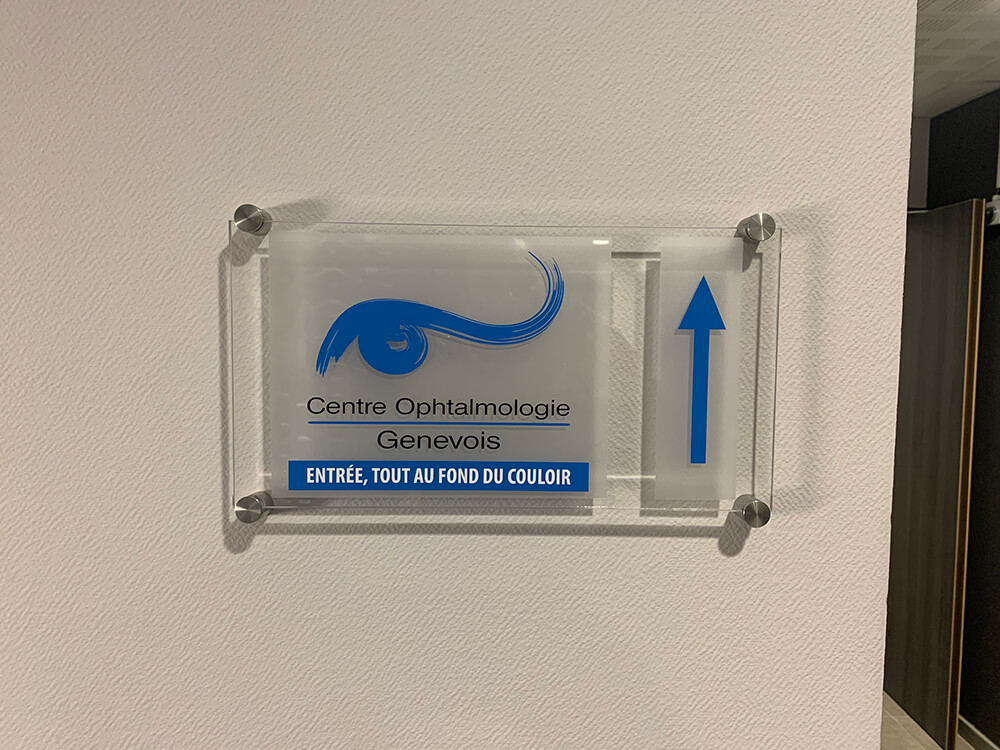 Centre Ophtalmologie
Genevois
ENTRÉE, TOUT AU FOND DU COULOIR